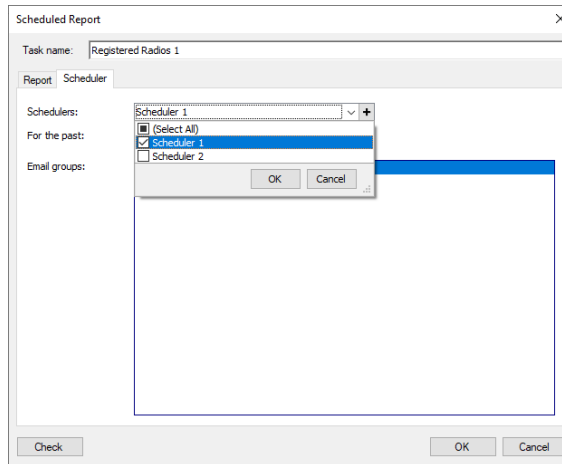 Scheduled Report
Task name: Registered Radios 1
Report Scheduler
Schedulers: Scheduler 1
(Select All)
For the past:
Scheduler 1
Scheduler 2
Email groups:
OK Cancel
Check OK Cancel